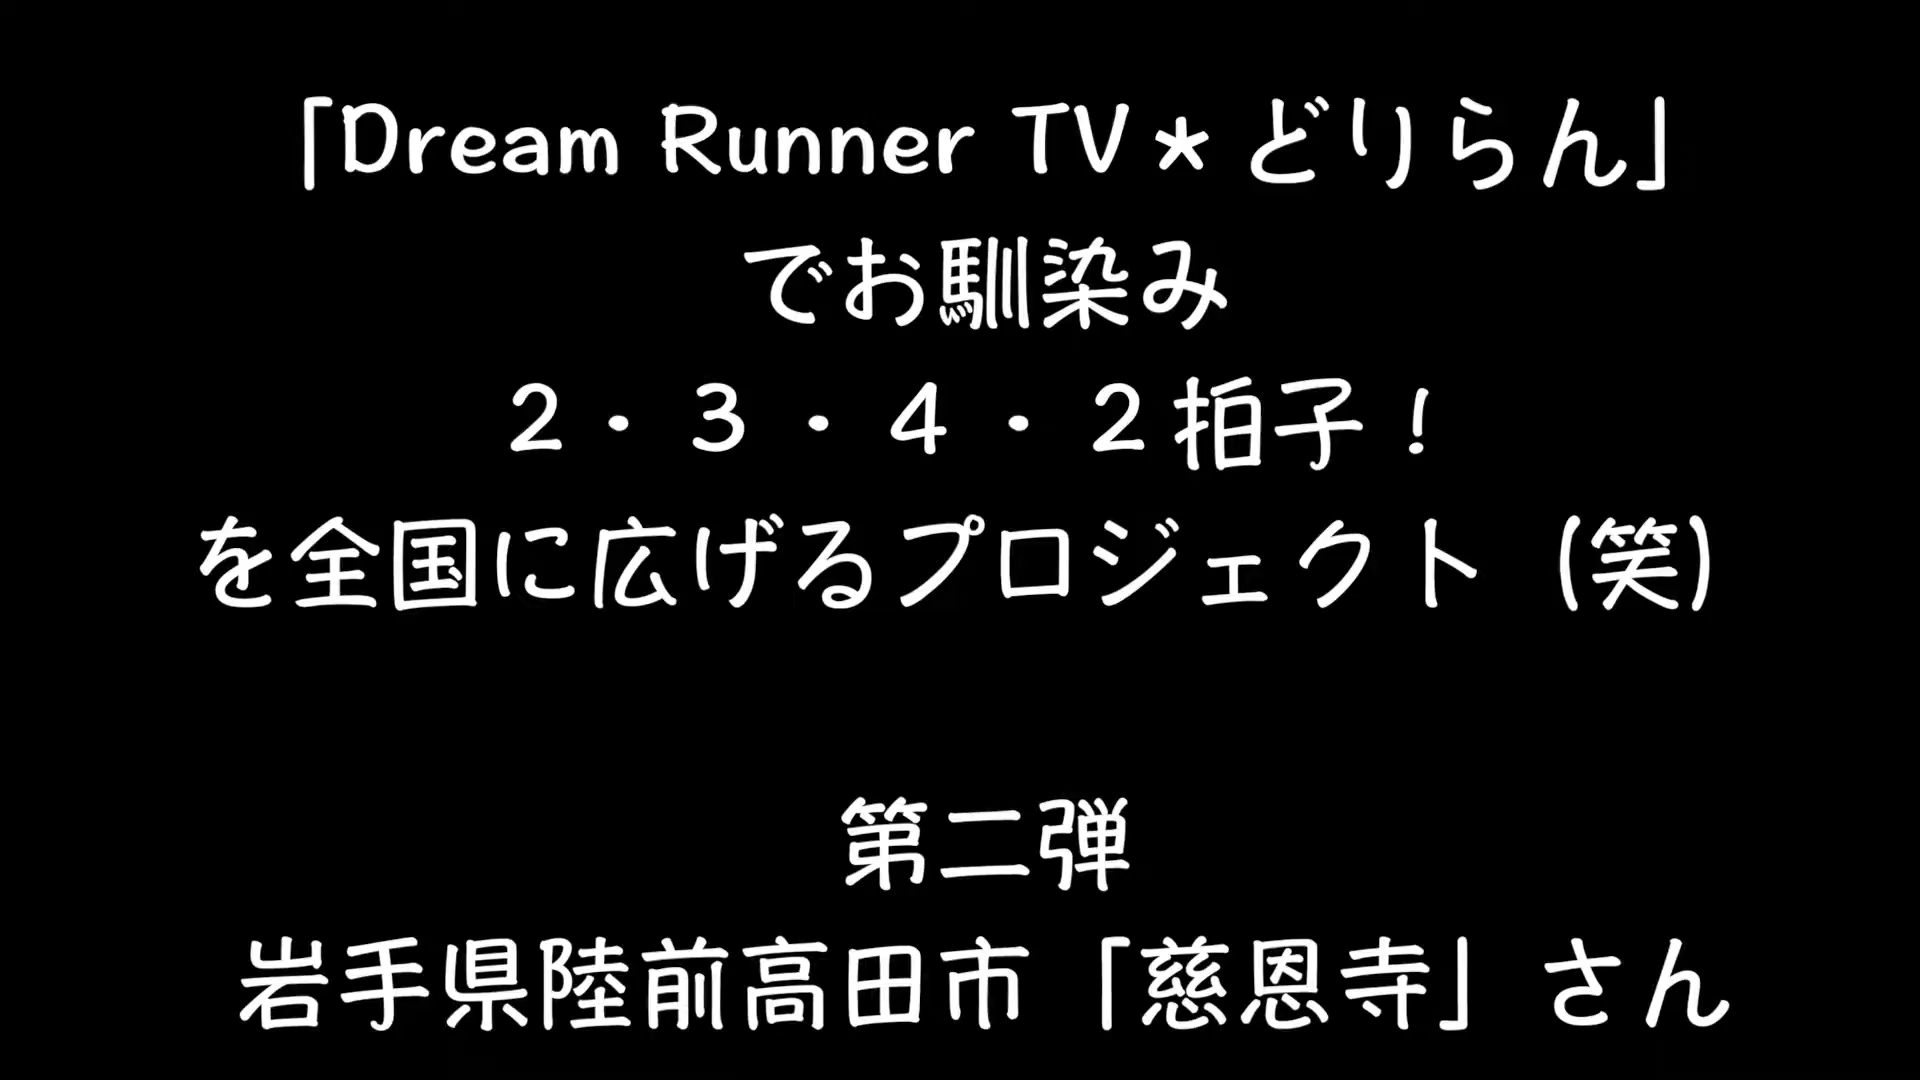 「Dream Runner TV＊どりらん」
でお馴染み
２・３・４・２拍子！
を全国に広げるプロジェクト（笑）
第二弾
岩手県陸前高田市「慈恩寺」さん